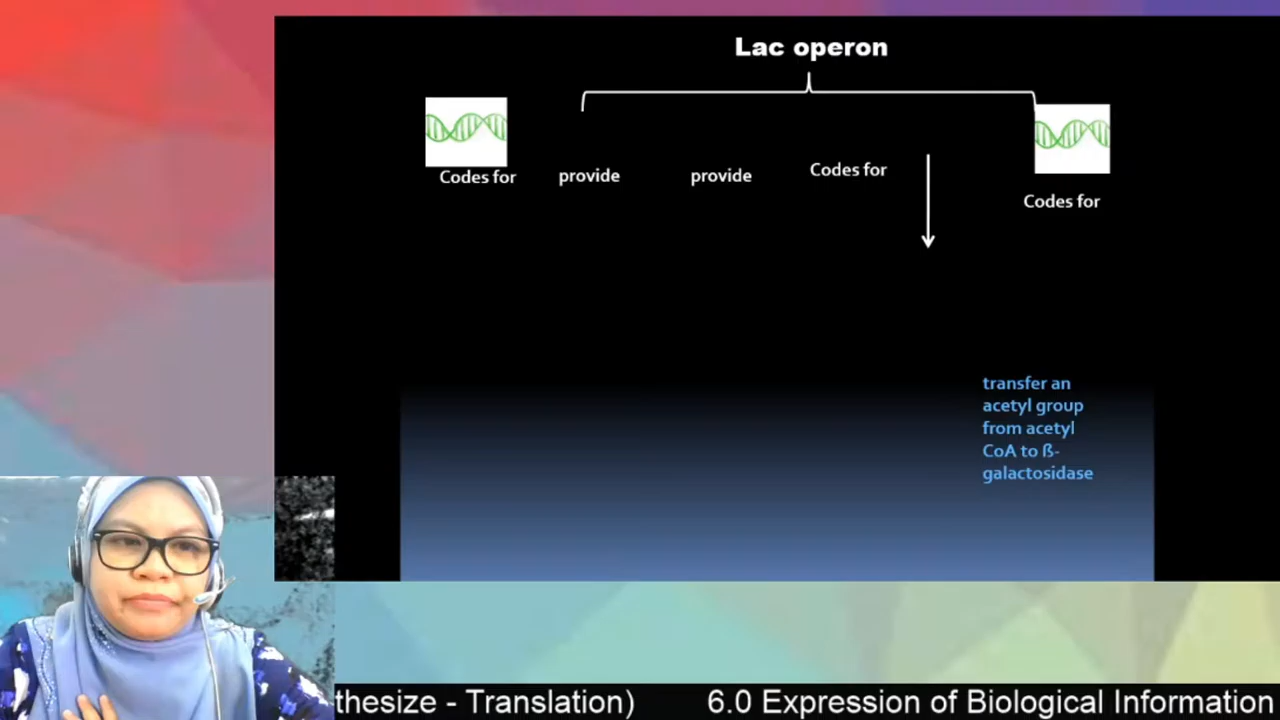 Lac operon
Codes for
provide
provide
Codes for
Codes for
transfer an
acetyl group
from acetyl
CoA to ß-
galactosidase
thesize - Translation)
6.0 Expression of Biological Information